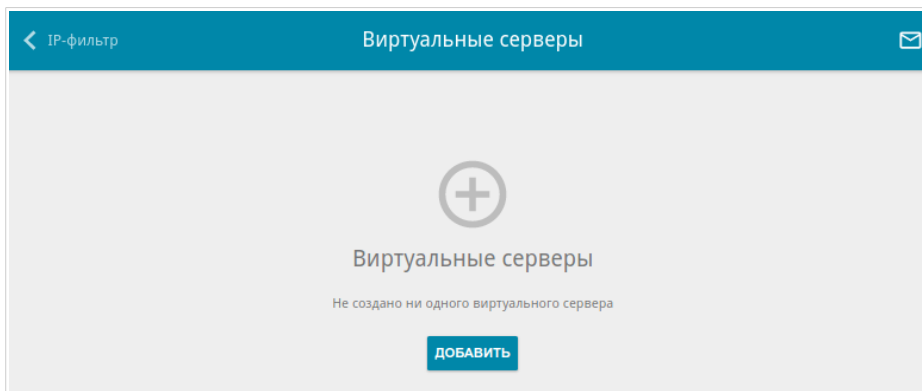 IP-фильтр
Виртуальные серверы
Виртуальные серверы
Не создано ни одного виртуального сервера
ДОБАВИТЬ